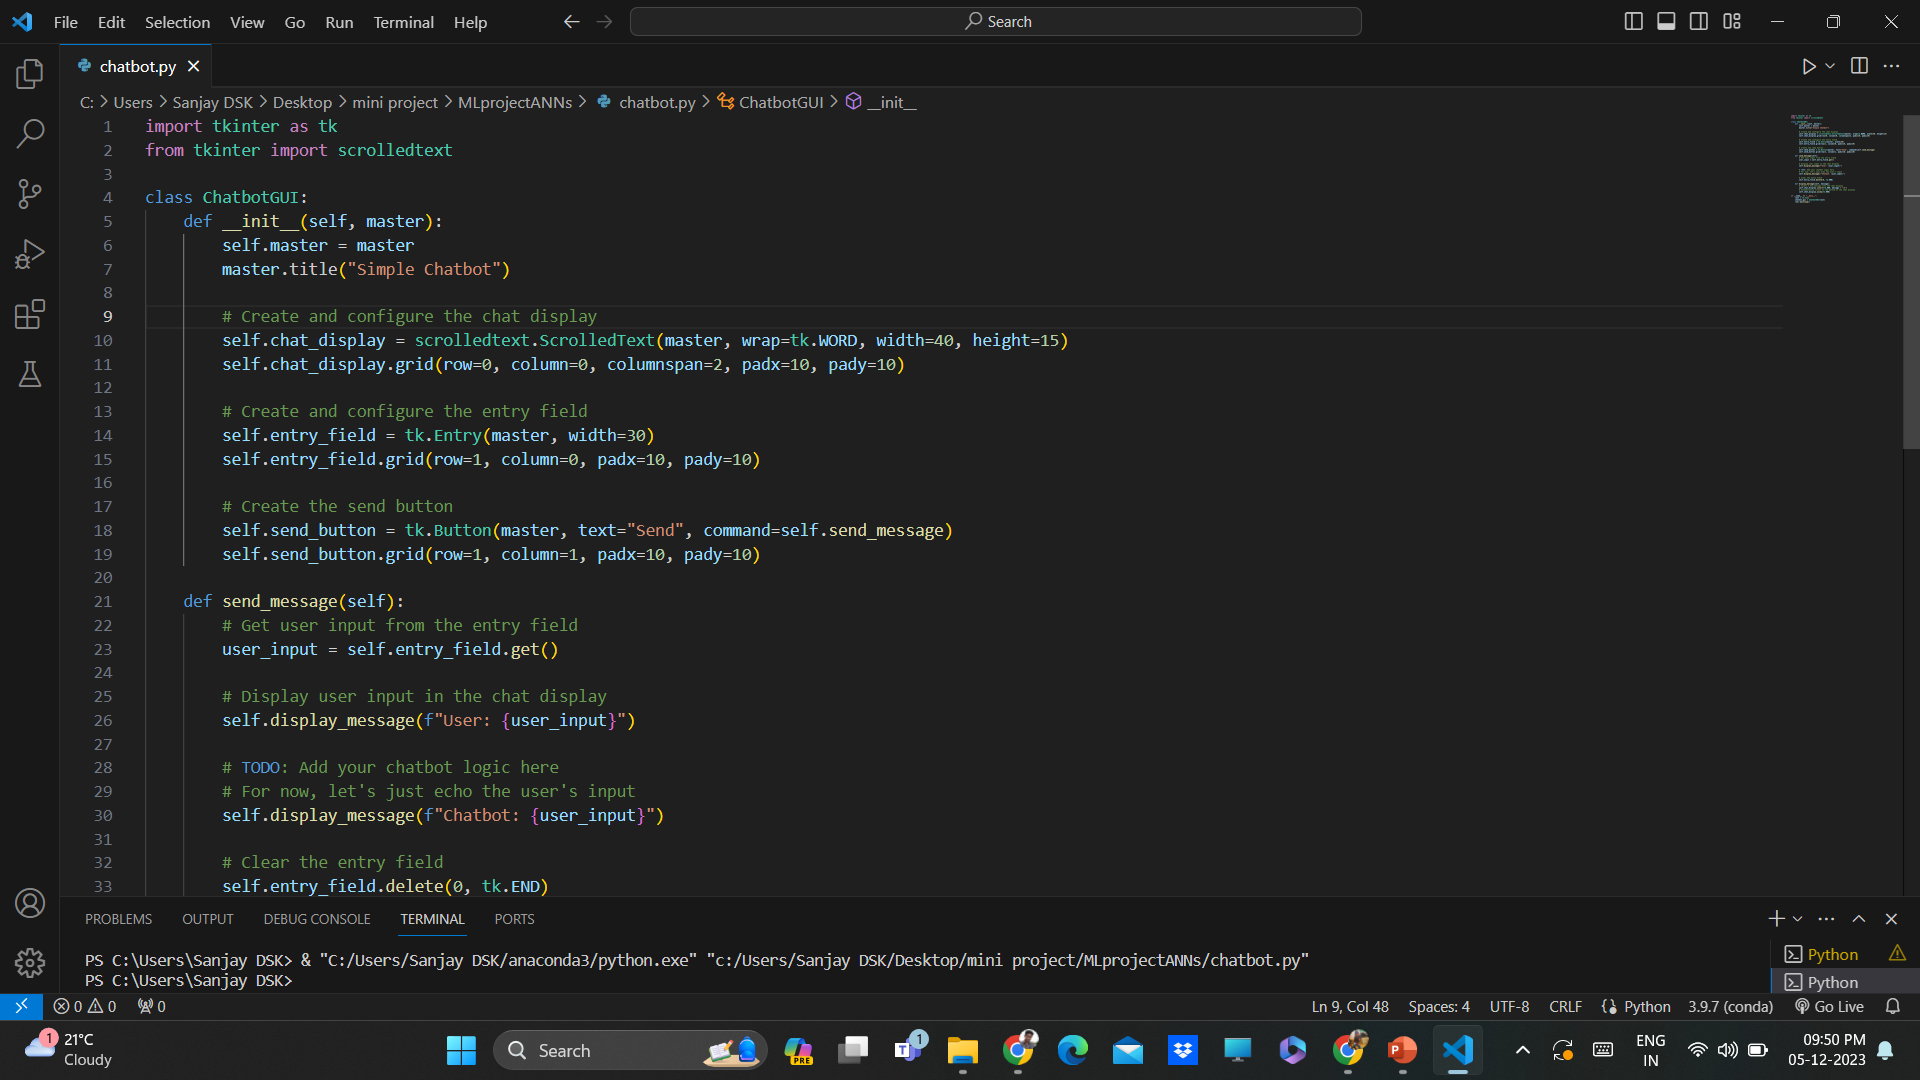 File Edit Selection View Go Run Terminal Help
Search
chatbot.py
C: > Users > Sanjay DSK > Desktop > mini project > MLprojectANNs > chatbot.py > ChatbotGUI > __init__
1 import tkinter as tk
2 from tkinter import scrolledtext
3
4 class ChatbotGUI:
5     def __init__(self, master):
6         self.master = master
7         master.title("Simple Chatbot")
8
9         # Create and configure the chat display
10         self.chat_display = scrolledtext.ScrolledText(master, wrap=tk.WORD, width=40, height=15)
11         self.chat_display.grid(row=0, column=0, columnspan=2, padx=10, pady=10)
12
13         # Create and configure the entry field
14         self.entry_field = tk.Entry(master, width=30)
15         self.entry_field.grid(row=1, column=0, padx=10, pady=10)
16
17         # Create the send button
18         self.send_button = tk.Button(master, text="Send", command=self.send_message)
19         self.send_button.grid(row=1, column=1, padx=10, pady=10)
20
21     def send_message(self):
22         # Get user input from the entry field
23         user_input = self.entry_field.get()
24
25         # Display user input in the chat display
26         self.display_message(f"User: {user_input}")
27
28         # TODO: Add your chatbot logic here
29         # For now, let's just echo the user's input
30         self.display_message(f"Chatbot: {user_input}")
31
32         # Clear the entry field
33         self.entry_field.delete(0, tk.END)
PROBLEMS OUTPUT DEBUG CONSOLE TERMINAL PORTS
PS C:\Users\Sanjay DSK> & "C:/Users/Sanjay DSK/anaconda3/python.exe" "c:/Users/Sanjay DSK/Desktop/mini project/MLprojectANNs/chatbot.py"
PS C:\Users\Sanjay DSK>
Python
Python
0 0 0 Ln 9, Col 48 Spaces: 4 UTF-8 CRLF Python 3.9.7 (conda) Go Live
1 21°C
Cloudy
Search
PRE
1
ENG
IN
09:50 PM
05-12-2023